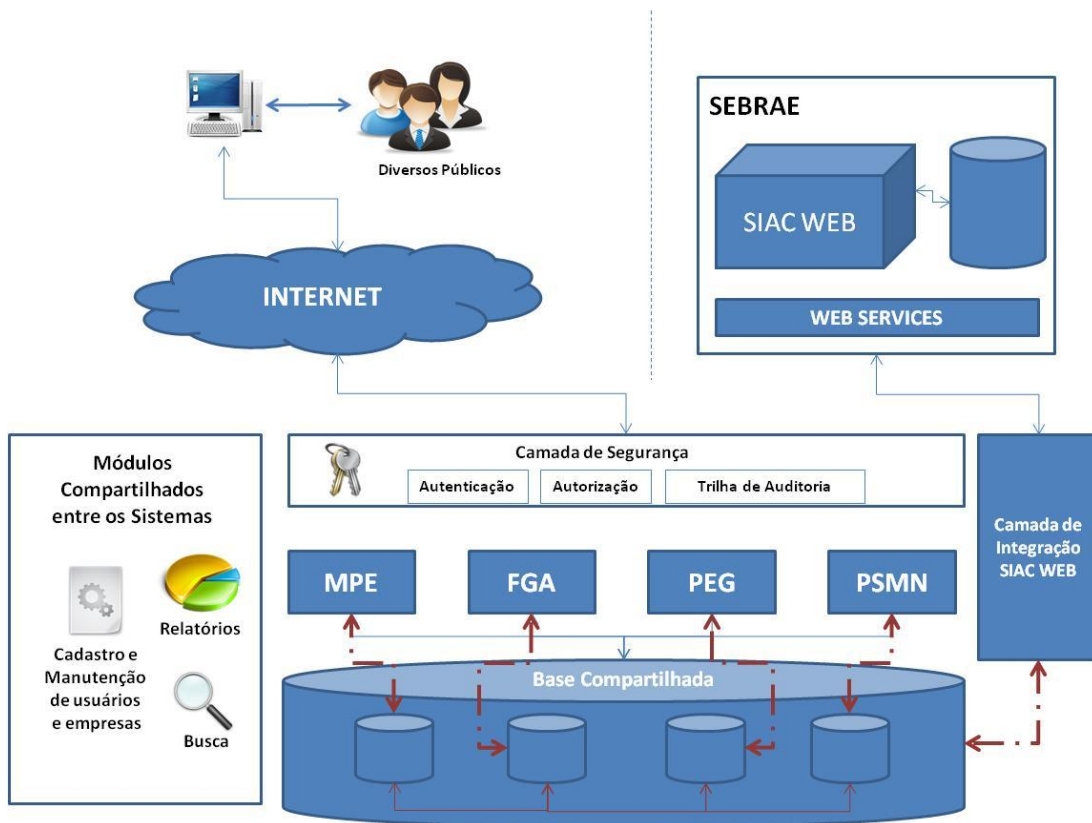 Diversos Públicos
SEBRAE
SIAC WEB
WEB SERVICES
INTERNET
Módulos
Compartilhados
entre os Sistemas
Relatórios
Cadastro e
Manutenção
de usuários
e empresas
Busca
Camada de Segurança
Autenticação
Autorização
Trilha de Auditoria
MPE
FGA
PEG
PSMN
Camada de
Integração
SIAC WEB
Base Compartilhada